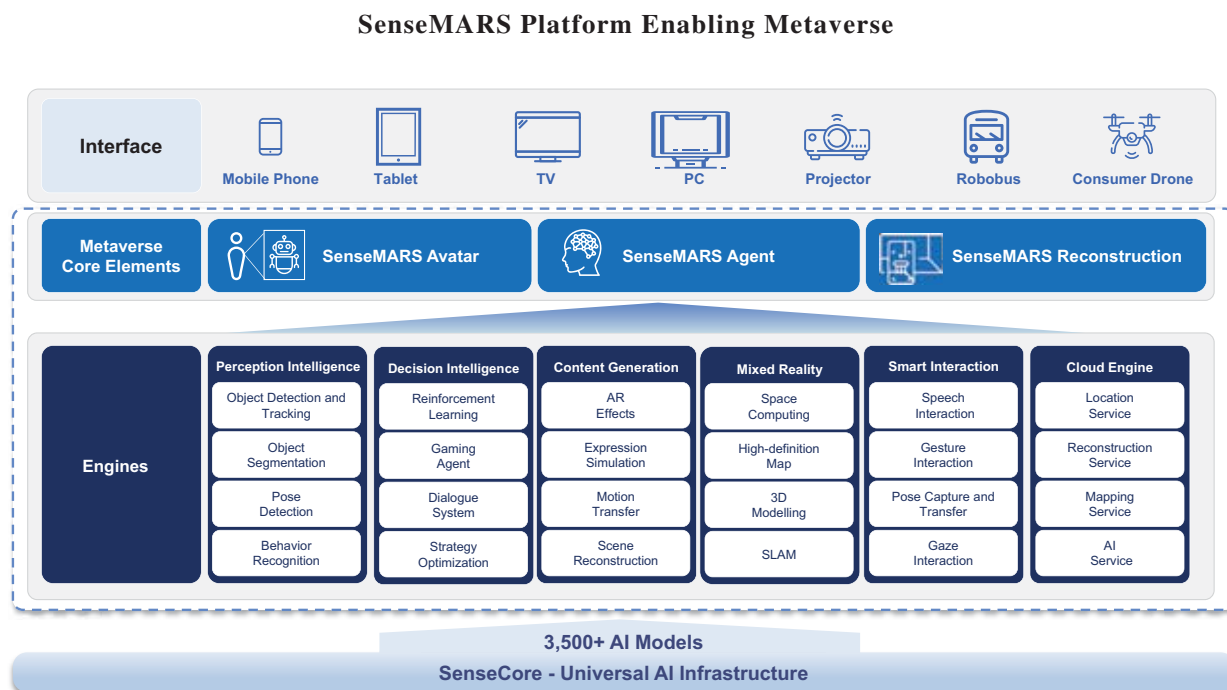 SenseMARS Platform Enabling Metaverse
Interface
Mobile Phone
Tablet
TV
PC
Projector
Robobus
Consumer Drone
Metaverse
Core Elements
SenseMARS Avatar
SenseMARS Agent
SenseMARS Reconstruction
Engines
Perception Intelligence
Object Detection and
Tracking
Object
Segmentation
Pose
Detection
Behavior
Recognition
Decision Intelligence
Reinforcement
Learning
Gaming
Agent
Dialogue
System
Strategy
Optimization
Content Generation
AR
Effects
Expression
Simulation
Motion
Transfer
Scene
Reconstruction
Mixed Reality
Space
Computing
High-definition
Map
3D
Modelling
SLAM
Smart Interaction
Speech
Interaction
Gesture
Interaction
Pose Capture and
Transfer
Gaze
Interaction
Cloud Engine
Location
Service
Reconstruction
Service
Mapping
Service
AI
Service
3,500+ AI Models
SenseCore - Universal AI Infrastructure